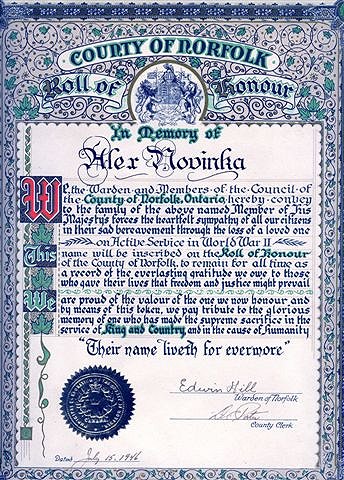 COUNTY OF NORFOLK
Roll of Honour
In Memory of
Alex Novinka
We, the Warden and Members of the Council of
the County of Norfolk, Ontario, hereby convey
to the family of the above named Member of His
Majesty's forces the heartfelt sympathy of all our citizens
in their sad bereavement through the loss of a loved one
on Active Service in World War II
This name will be inscribed on the Roll of Honour
of the County of Norfolk, to remain for all time as
a record of the everlasting gratitude we owe to those
who gave their lives that freedom and justice might prevail
We are proud of the valour of the one we now honour, and
by means of this token, we pay tribute to the glorious
memory of one who has made the supreme sacrifice in the
service of King and Country, and in the cause of Humanity
"Their name liveth for evermore"
Edwin Hill
Warden of Norfolk
County Clerk
Dated July 15, 1946